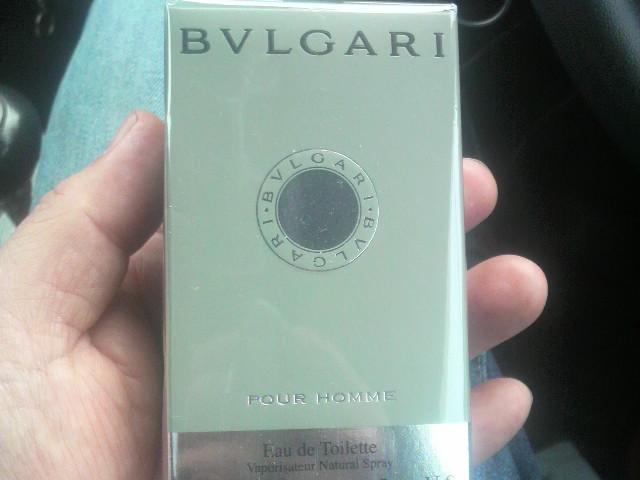 BVLGARI
BVLGARI · BVLGARI ·
POUR HOMME
Eau de Toilette
Vaporisateur Natural Spray